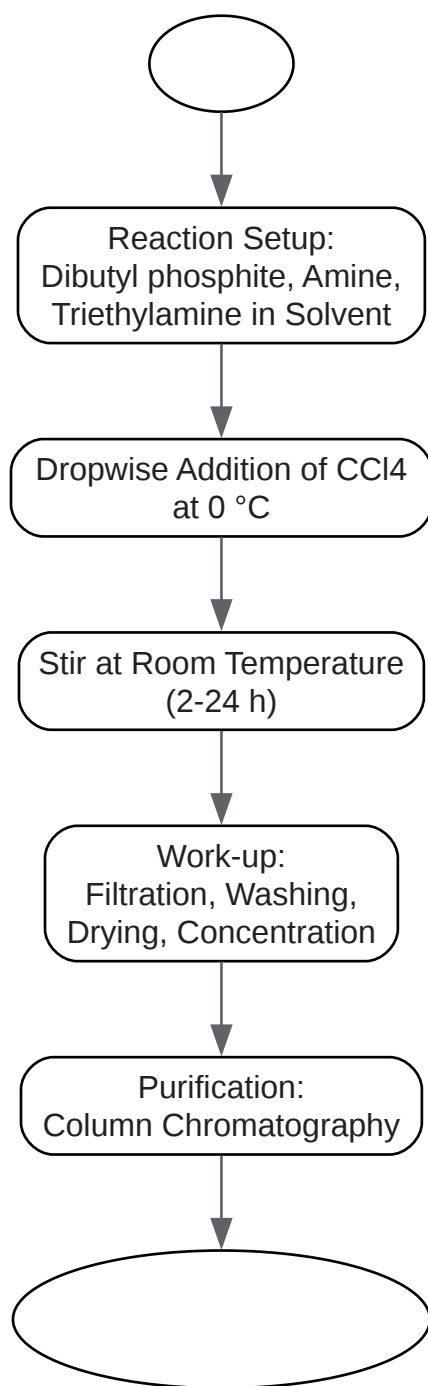 Reaction Setup:
Dibutyl phosphite, Amine,
Triethylamine in Solvent
Dropwise Addition of CCl4
at 0 °C
Stir at Room Temperature
(2-24 h)
Work-up:
Filtration, Washing,
Drying, Concentration
Purification:
Column Chromatography